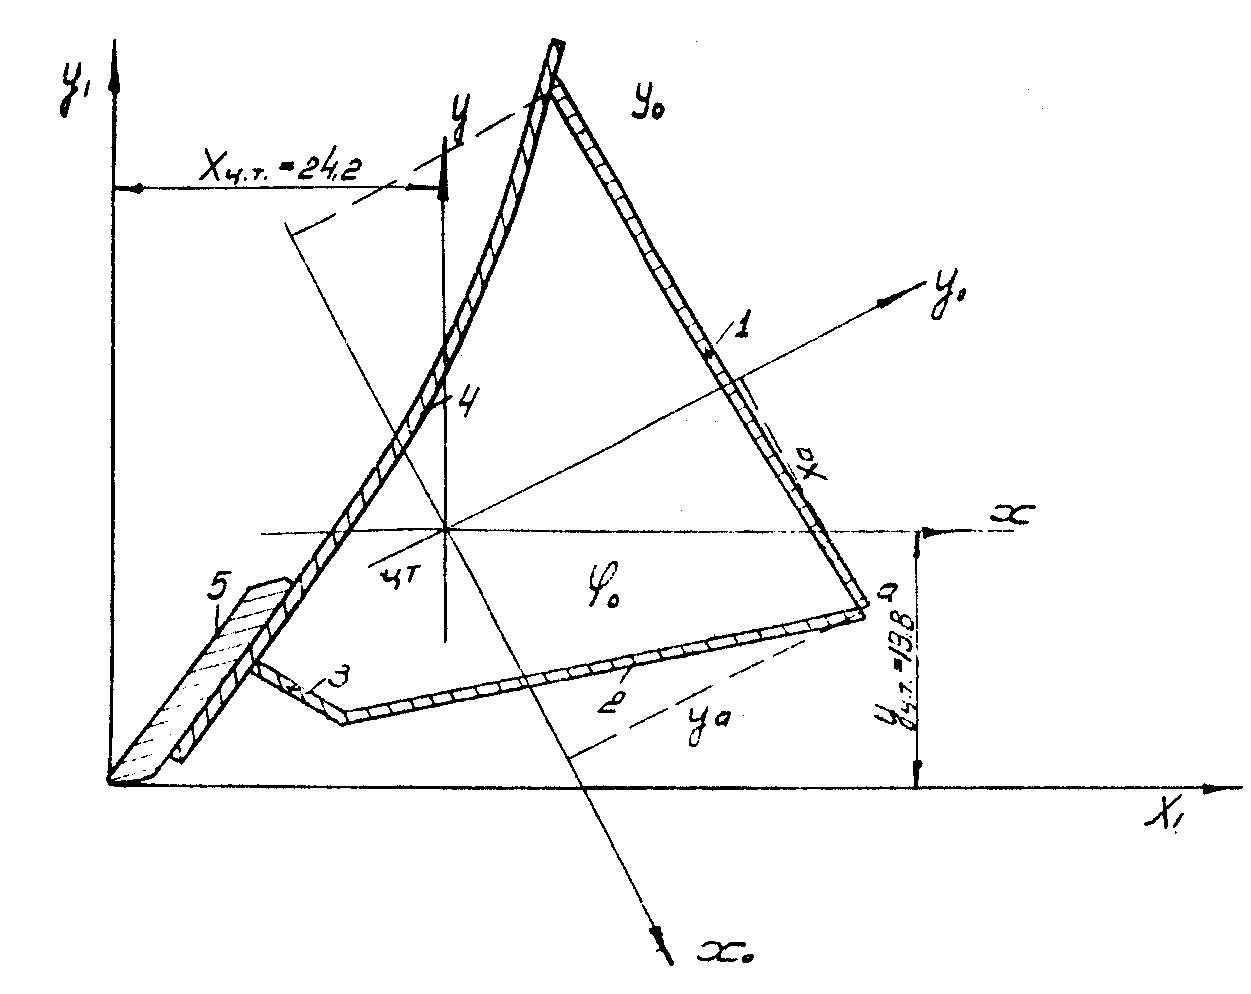 y₁
y
y₀
Xц.т. = 24,2
y₀
1
4
xa
x
цт
φ₀
5
a
3
2
ya
yц.т. = 13.8
X₁
x₀